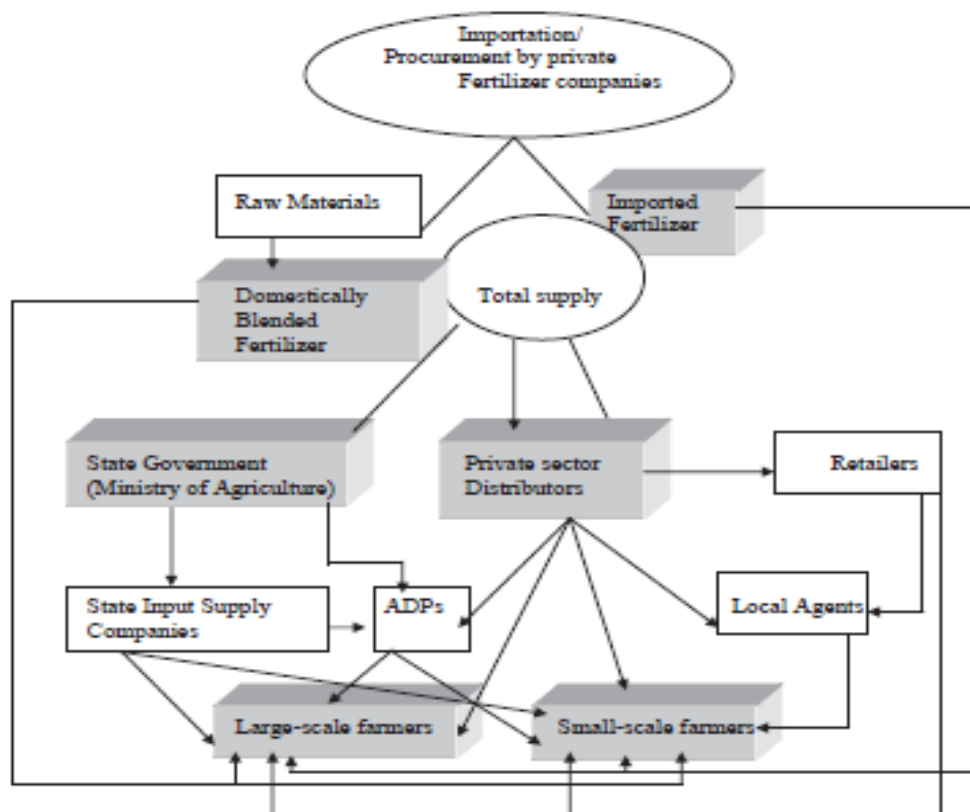 Importation/
Procurement by private
Fertilizer companies
Raw Materials
Imported
Fertilizer
Total supply
Domestically
Blended
Fertilizer
State Government
(Ministry of Agriculture)
Private sector
Distributors
Retailers
State Input Supply
Companies
ADPs
Local Agents
Large-scale farmers
Small-scale farmers